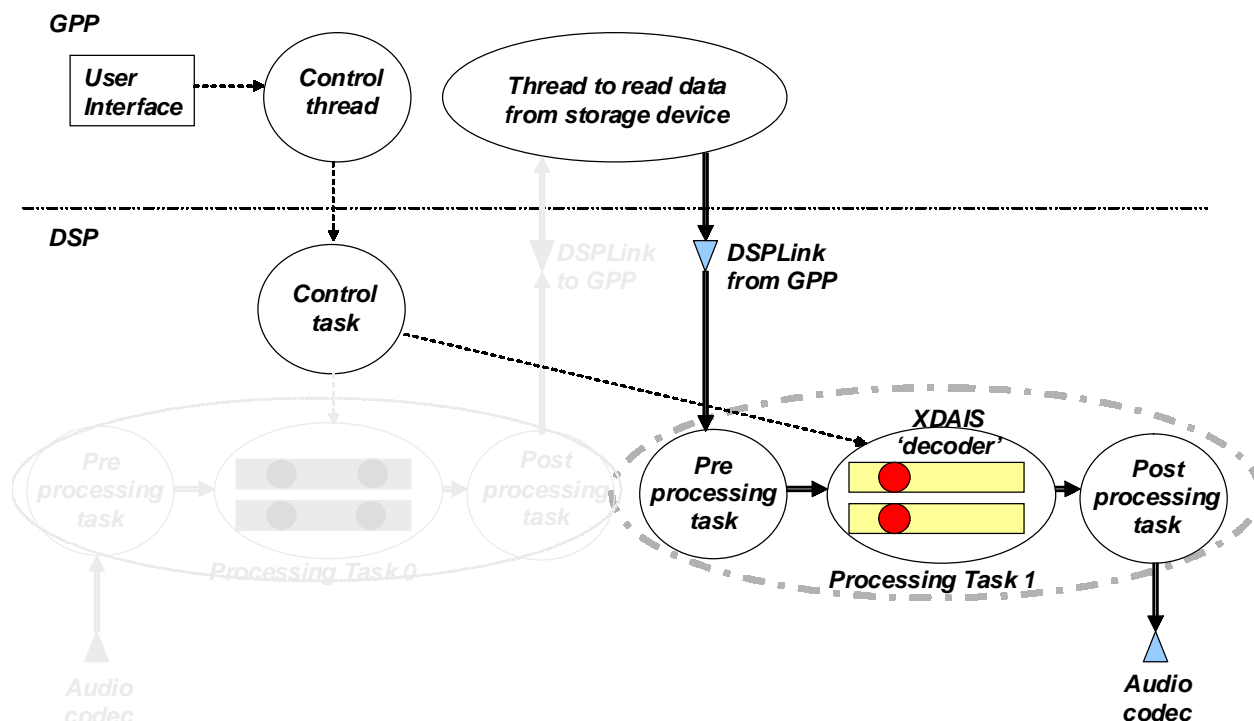 GPP
User
Interface
Control
thread
Thread to read data
from storage device
DSP
DSPLink
to GPP
DSPLink
from GPP
Control
task
XDAIS
'decoder'
Pre
processing
task
Post
processing
task
Pre
processing
task
Post
processing
task
Processing Task 0
Processing Task 1
Audio
codec
Audio
codec